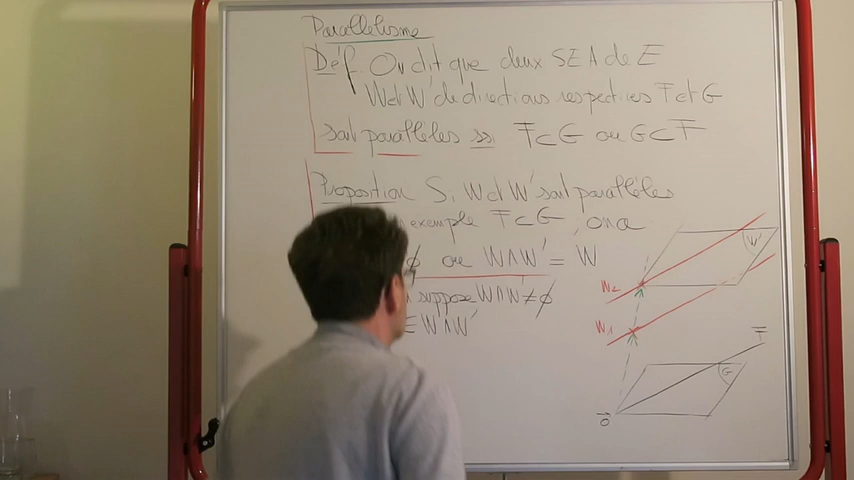 Parallélisme
Déf. On dit que deux SEA de E
W et W' de directions respectives F et G
sont parallèles ssi F⊂G ou G⊂F
Proposition Si W et W' sont parallèles
exemple F⊂G, on a
∅ ou W∩W' = W
suppose W∩W' ≠ ∅
∈ W∩W'
W'
W₂
W₁
F
G
O